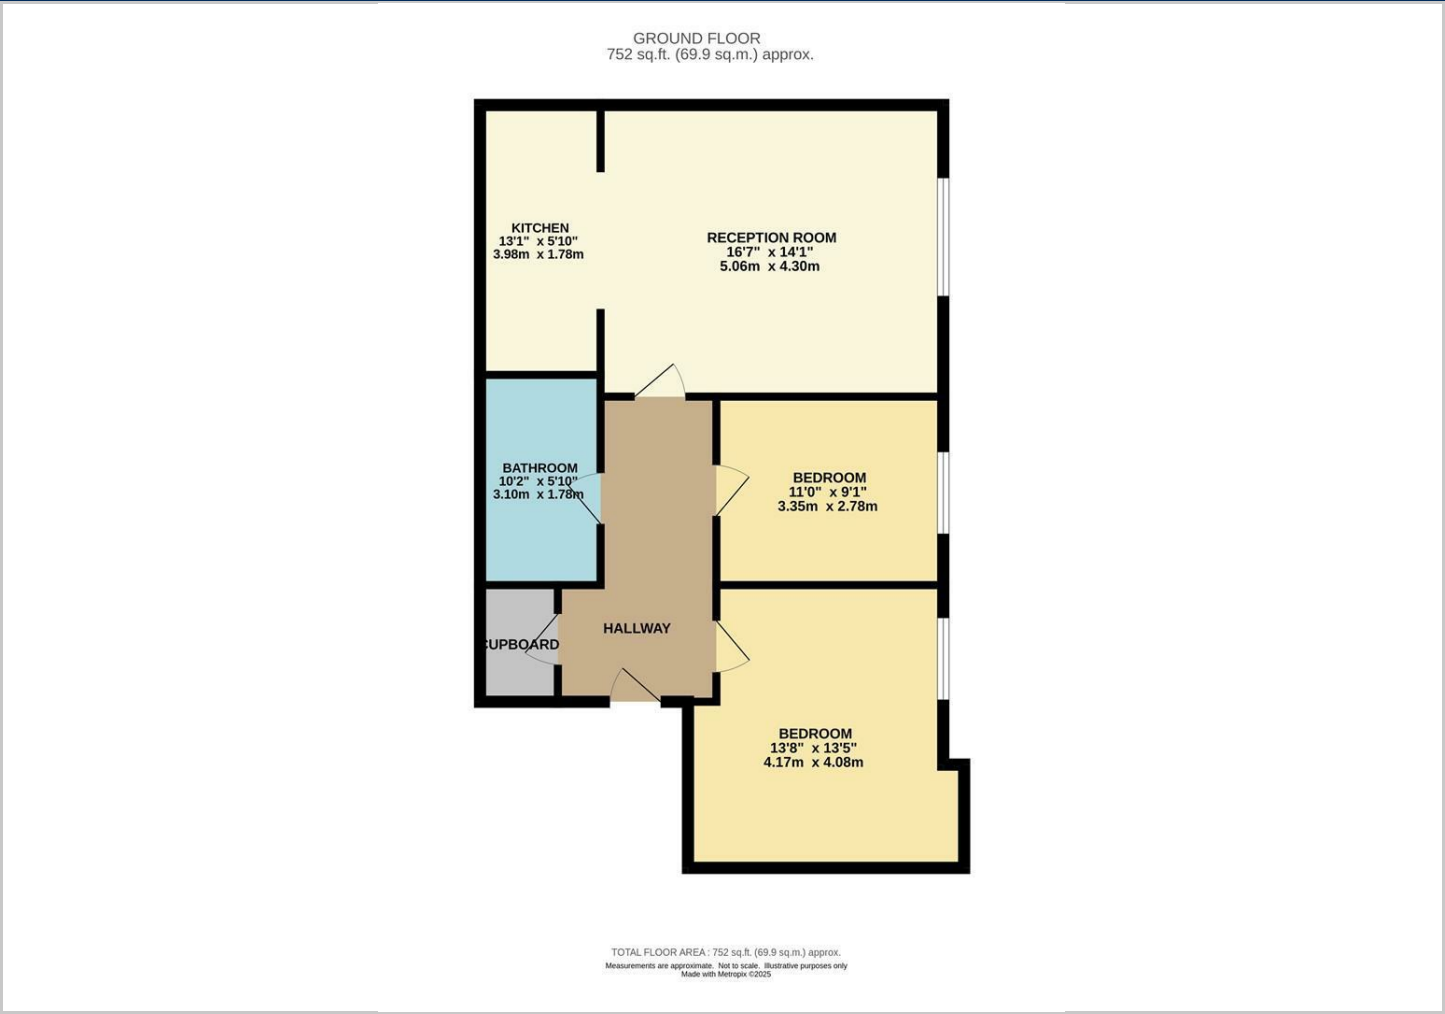 GROUND FLOOR
752 sq.ft. (69.9 sq.m.) approx.
KITCHEN
13'1" x 5'10"
3.98m x 1.78m
RECEPTION ROOM
16'7" x 14'1"
5.06m x 4.30m
BATHROOM
10'2" x 5'10"
3.10m x 1.78m
BEDROOM
11'0" x 9'1"
3.35m x 2.78m
HALLWAY
CUPBOARD
BEDROOM
13'8" x 13'5"
4.17m x 4.08m
TOTAL FLOOR AREA : 752 sq.ft. (69.9 sq.m.) approx.
Measurements are approximate. Not to scale. Illustrative purposes only
Made with Metropix ©2025